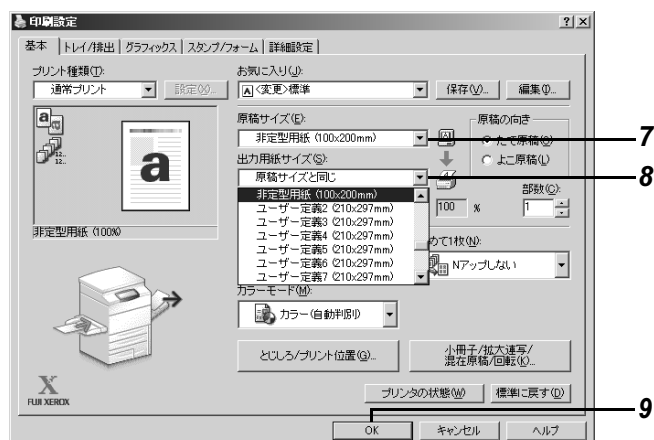 印刷設定
基本 トレイ/排出 グラフィックス スタンプ/フォーム 詳細設定
プリント種類(T):
通常プリント 設定(X)...
お気に入り(J):
<変更>標準 保存(V)... 編集(I)...
原稿サイズ(E):
非定型用紙 (100x200mm)
原稿の向き
たて原稿(O)
よこ原稿(L)
7
出力用紙サイズ(S):
原稿サイズと同じ
8
非定型用紙 (100x200mm)
ユーザー定義2 (210x297mm)
ユーザー定義3 (210x297mm)
ユーザー定義4 (210x297mm)
ユーザー定義5 (210x297mm)
ユーザー定義6 (210x297mm)
ユーザー定義7 (210x297mm)
100 %
部数(C):
1
a
12..
12..
a
非定型用紙 (100%)
めて1枚(N):
Nアップしない
カラーモード(M):
カラー(自動判別)
とじしろ/プリント位置(G)...
小冊子/拡大連写/
混在原稿/回転(K)...
X
FUJI XEROX
プリンタの状態(W) 標準に戻す(D)
9
OK キャンセル ヘルプ